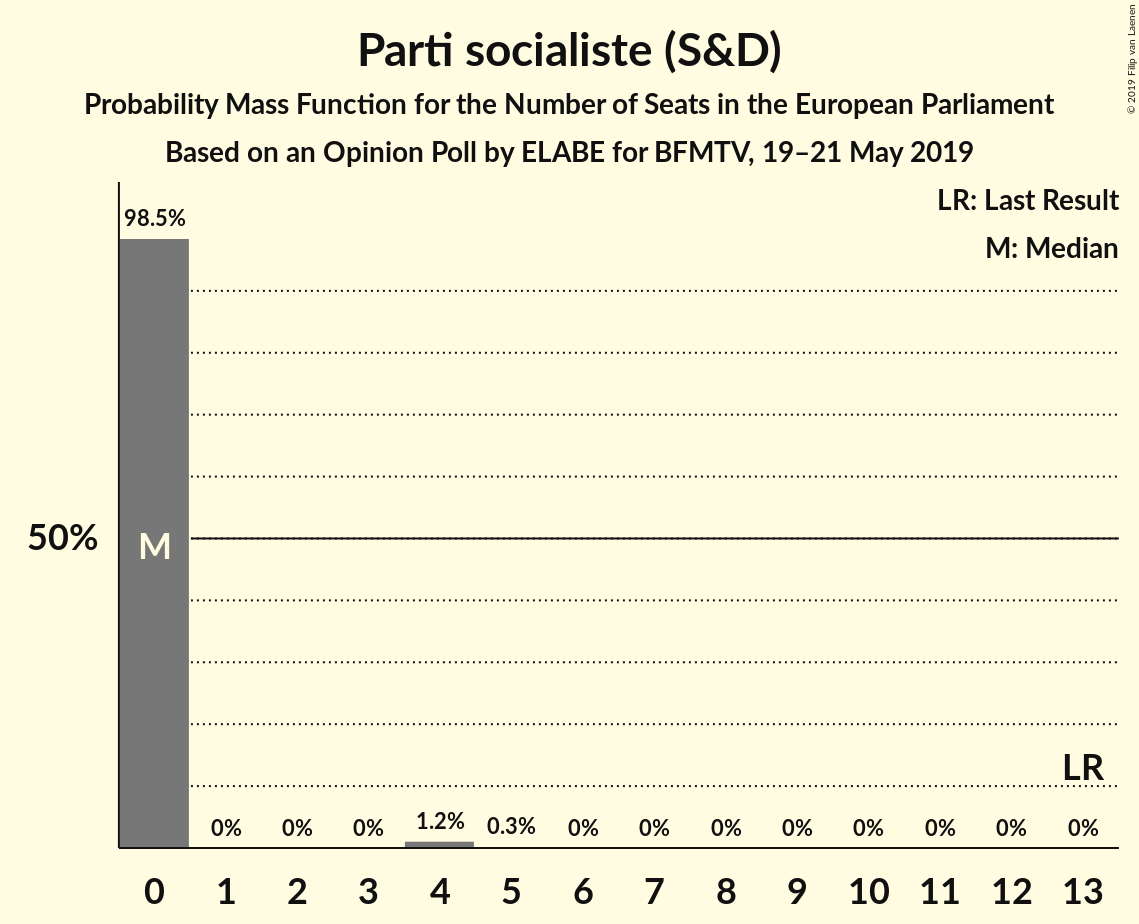 Parti socialiste (S&D)
Probability Mass Function for the Number of Seats in the European Parliament
Based on an Opinion Poll by ELABE for BFMTV, 19–21 May 2019
© 2019 Filip van Laenen
LR: Last Result
M: Median
98.5%
50%
M
LR
0% 0% 0% 1.2% 0.3% 0% 0% 0% 0% 0% 0% 0% 0%
0 1 2 3 4 5 6 7 8 9 10 11 12 13